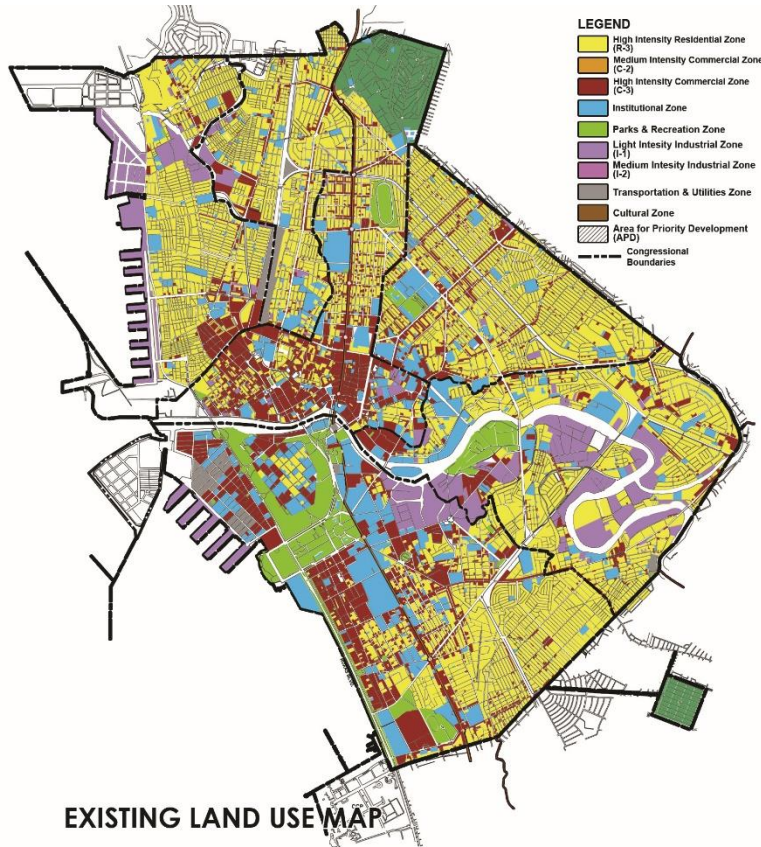 LEGEND
High Intensity Residential Zone
(R-3)
Medium Intensity Commercial Zone
(C-2)
High Intensity Commercial Zone
(C-3)
Institutional Zone
Parks & Recreation Zone
Light Intesity Industrial Zone
(I-1)
Medium Intesity Industrial Zone
(I-2)
Transportation & Utilities Zone
Cultural Zone
Area for Priority Development
(APD)
Congressional
Boundaries
CCP
EXISTING LAND USE MAP